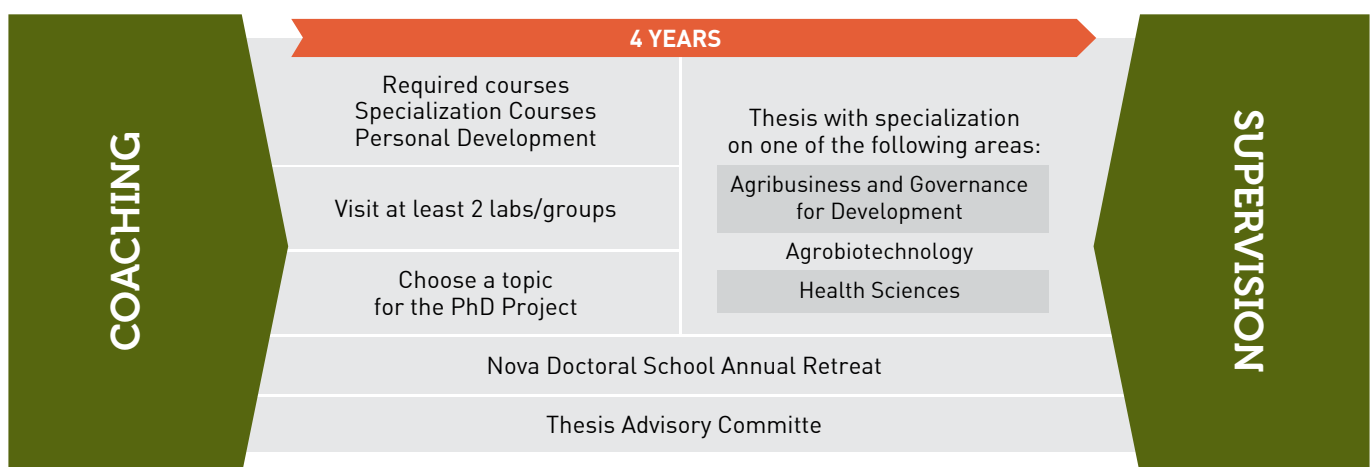 COACHING
4 YEARS
Required courses
Specialization Courses
Personal Development
Visit at least 2 labs/groups
Choose a topic
for the PhD Project
Thesis with specialization
on one of the following areas:
Agribusiness and Governance
for Development
Agrobiotechnology
Health Sciences
Nova Doctoral School Annual Retreat
Thesis Advisory Committe
SUPERVISION